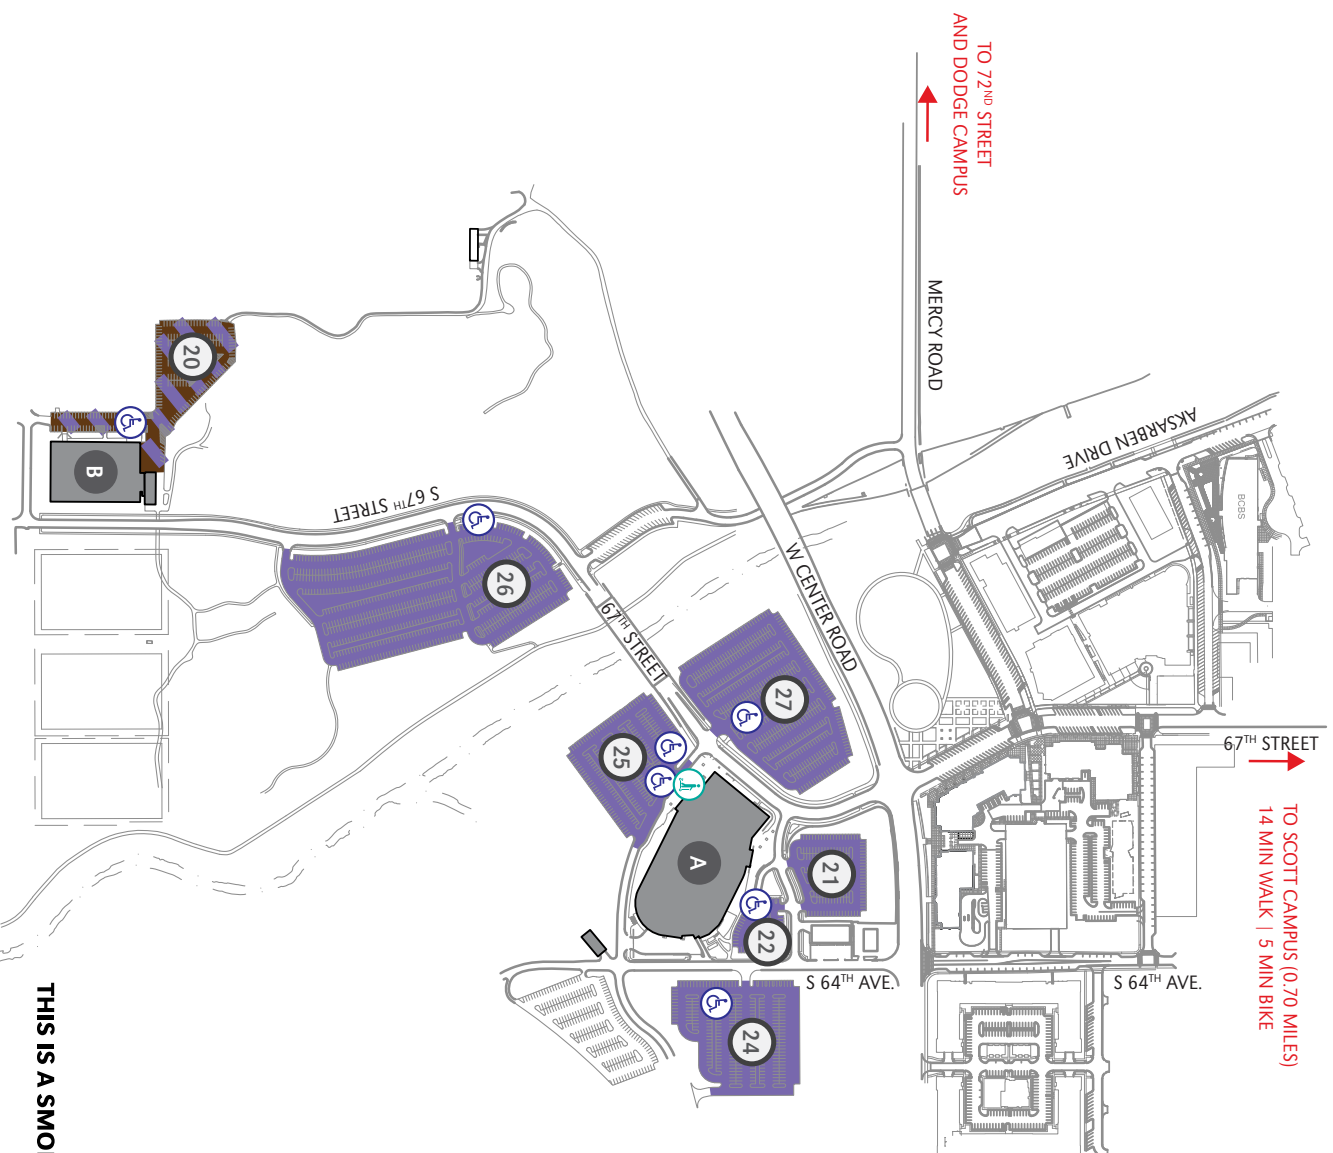 TO 72ND STREET
AND DODGE CAMPUS
MERCY ROAD
AKSARBEN DRIVE
BCBS
20
B
S 67TH STREET
26
67TH STREET
W CENTER ROAD
27
25
A
21
22
24
S 64TH AVE.
S 64TH AVE.
67TH STREET
TO SCOTT CAMPUS (0.70 MILES)
14 MIN WALK | 5 MIN BIKE
THIS IS A SMO